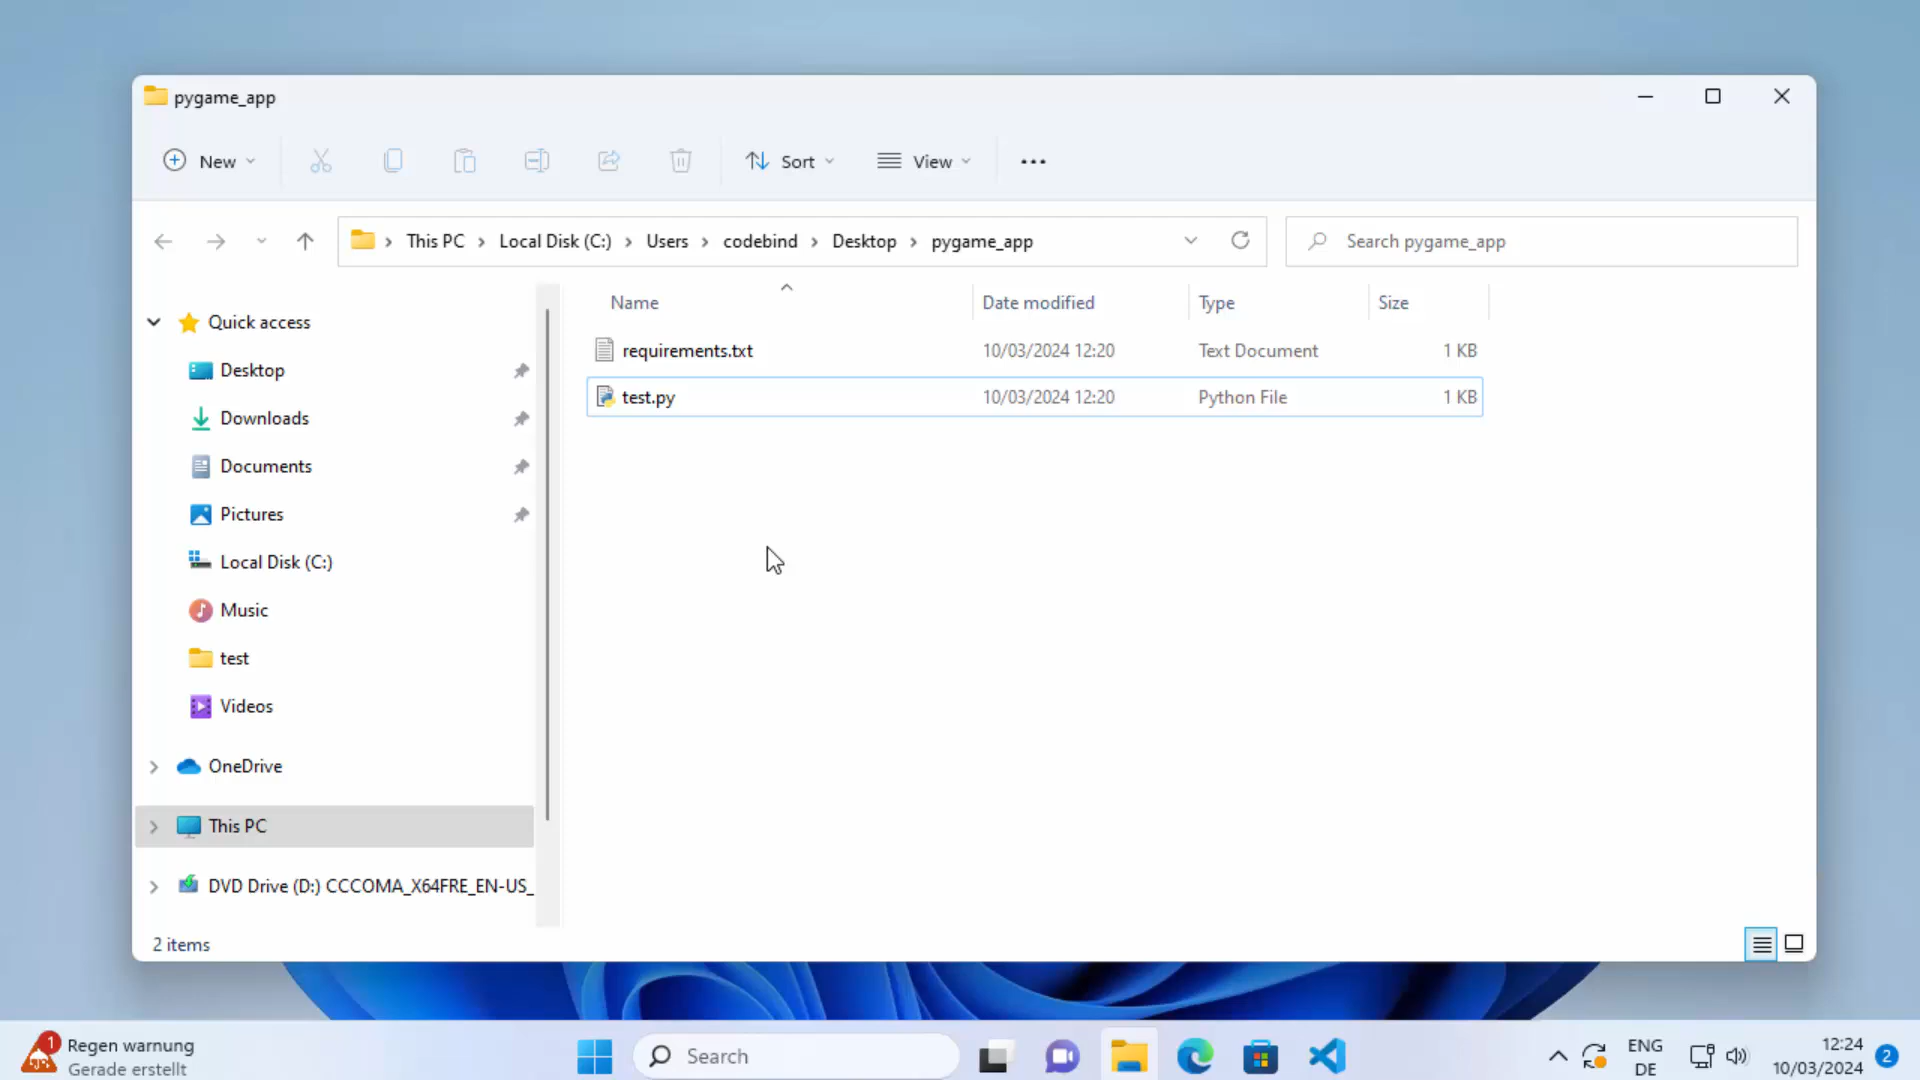 pygame_app
New
Sort
View
This PC
Local Disk (C:)
Users
codebind
Desktop
pygame_app
Search pygame_app
Name
Date modified
Type
Size
requirements.txt 10/03/2024 12:20 Text Document 1 KB
test.py 10/03/2024 12:20 Python File 1 KB
Quick access
Desktop
Downloads
Documents
Pictures
Local Disk (C:)
Music
test
Videos
OneDrive
This PC
DVD Drive (D:) CCCOMA_X64FRE_EN-US_
2 items
1
Regen warnung
Gerade erstellt
Search
ENG
DE
12:24
10/03/2024
2